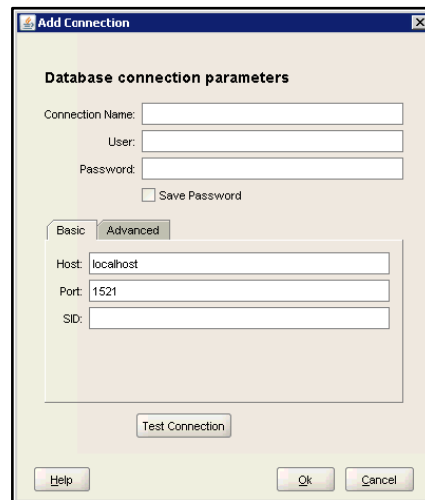 Add Connection
Database connection parameters
Connection Name:
User:
Password:
Save Password
Basic Advanced
Host: localhost
Port: 1521
SID:
Test Connection
Help Ok Cancel